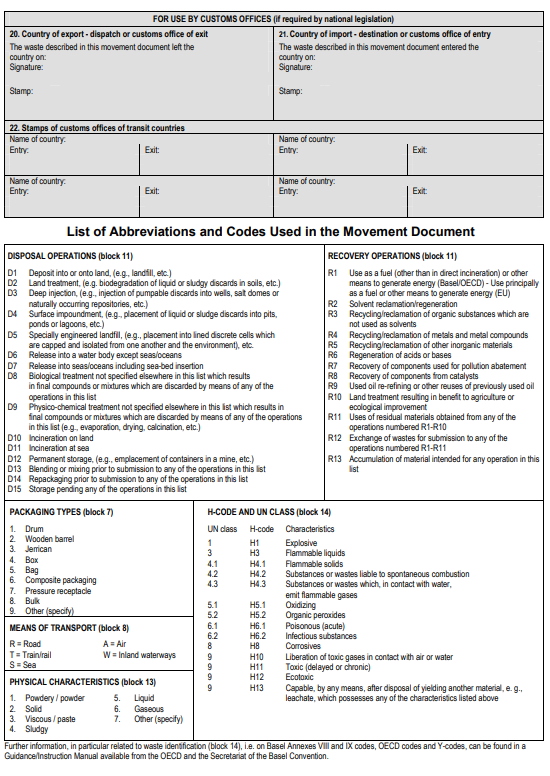 FOR USE BY CUSTOMS OFFICES (if required by national legislation)
20. Country of export - dispatch or customs office of exit
The waste described in this movement document left the
country on:
Signature:
Stamp:
21. Country of import - destination or customs office of entry
The waste described in this movement document entered the
country on:
Signature:
Stamp:
22. Stamps of customs offices of transit countries
Name of country:
Entry: Exit:
Name of country:
Entry: Exit:
Name of country:
Entry: Exit:
Name of country:
Entry: Exit:
List of Abbreviations and Codes Used in the Movement Document
DISPOSAL OPERATIONS (block 11)
D1 Deposit into or onto land, (e.g., landfill, etc.)
D2 Land treatment, (e.g. biodegradation of liquid or sludgy discards in soils, etc.)
D3 Deep injection, (e.g., injection of pumpable discards into wells, salt domes or
naturally occurring repositories, etc.)
D4 Surface impoundment, (e.g., placement of liquid or sludge discards into pits,
ponds or lagoons, etc.)
D5 Specially engineered landfill, (e.g., placement into lined discrete cells which
are capped and isolated from one another and the environment), etc.
D6 Release into a water body except seas/oceans
D7 Release into seas/oceans including sea-bed insertion
D8 Biological treatment not specified elsewhere in this list which results
in final compounds or mixtures which are discarded by means of any of the
operations in this list
D9 Physico-chemical treatment not specified elsewhere in this list which results in
final compounds or mixtures which are discarded by means of any of the operations
in this list (e.g., evaporation, drying, calcination, etc.)
D10 Incineration on land
D11 Incineration at sea
D12 Permanent storage, (e.g., emplacement of containers in a mine, etc.)
D13 Blending or mixing prior to submission to any of the operations in this list
D14 Repackaging prior to submission to any of the operations in this list
D15 Storage pending any of the operations in this list
RECOVERY OPERATIONS (block 11)
R1 Use as a fuel (other than in direct incineration) or other
means to generate energy (Basel/OECD) - Use principally
as a fuel or other means to generate energy (EU)
R2 Solvent reclamation/regeneration
R3 Recycling/reclamation of organic substances which are
not used as solvents
R4 Recycling/reclamation of metals and metal compounds
R5 Recycling/reclamation of other inorganic materials
R6 Regeneration of acids or bases
R7 Recovery of components used for pollution abatement
R8 Recovery of components from catalysts
R9 Used oil re-refining or other reuses of previously used oil
R10 Land treatment resulting in benefit to agriculture or
ecological improvement
R11 Uses of residual materials obtained from any of the
operations numbered R1-R10
R12 Exchange of wastes for submission to any of the
operations numbered R1-R11
R13 Accumulation of material intended for any operation in this
list
PACKAGING TYPES (block 7)
1. Drum
2. Wooden barrel
3. Jerrican
4. Box
5. Bag
6. Composite packaging
7. Pressure receptacle
8. Bulk
9. Other (specify)
MEANS OF TRANSPORT (block 8)
R = Road A = Air
T = Train/rail W = Inland waterways
S = Sea
PHYSICAL CHARACTERISTICS (block 13)
1. Powdery / powder 5. Liquid
2. Solid 6. Gaseous
3. Viscous / paste 7. Other (specify)
4. Sludgy
H-CODE AND UN CLASS (block 14)
UN class H-code Characteristics
1 H1 Explosive
3 H3 Flammable liquids
4.1 H4.1 Flammable solids
4.2 H4.2 Substances or wastes liable to spontaneous combustion
4.3 H4.3 Substances or wastes which, in contact with water,
emit flammable gases
5.1 H5.1 Oxidizing
5.2 H5.2 Organic peroxides
6.1 H6.1 Poisonous (acute)
6.2 H6.2 Infectious substances
8 H8 Corrosives
9 H10 Liberation of toxic gases in contact with air or water
9 H11 Toxic (delayed or chronic)
9 H12 Ecotoxic
9 H13 Capable, by any means, after disposal of yielding another material, e. g.,
leachate, which possesses any of the characteristics listed above
Further information, in particular related to waste identification (block 14), i.e. on Basel Annexes VIII and IX codes, OECD codes and Y-codes, can be found in a
Guidance/Instruction Manual available from the OECD and the Secretariat of the Basel Convention.